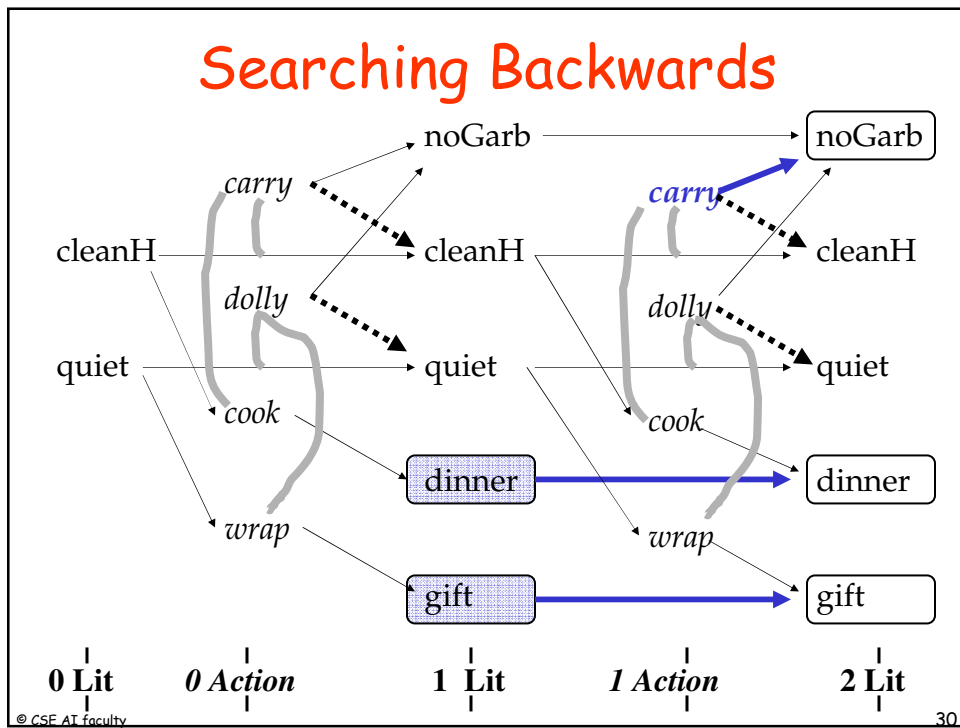 Searching Backwards
noGarb noGarb
carry carry
cleanH cleanH cleanH
dolly dolly
quiet quiet quiet
cook cook
dinner dinner
wrap wrap
gift gift
0 Lit 0 Action 1 Lit 1 Action 2 Lit
© CSE AI faculty 30